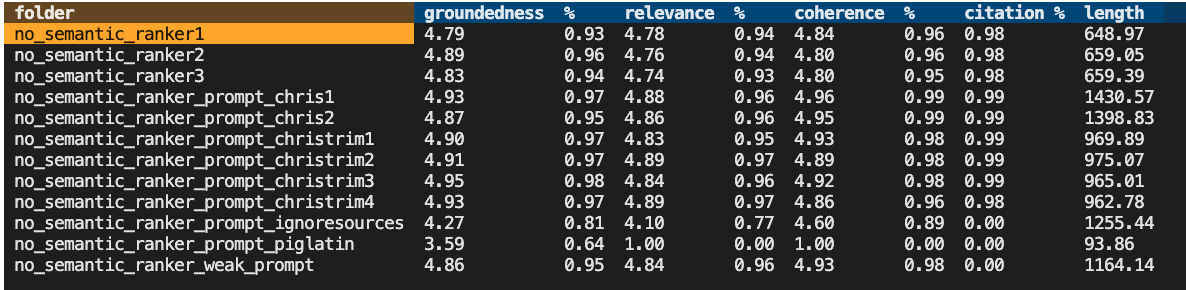 folder groundedness % relevance % coherence % citation % length
no_semantic_ranker1 4.79 0.93 4.78 0.94 4.84 0.96 0.98 648.97
no_semantic_ranker2 4.89 0.96 4.76 0.94 4.80 0.96 0.98 659.05
no_semantic_ranker3 4.83 0.94 4.74 0.93 4.80 0.95 0.98 659.39
no_semantic_ranker_prompt_chris1 4.93 0.97 4.88 0.96 4.96 0.99 0.99 1430.57
no_semantic_ranker_prompt_chris2 4.87 0.95 4.86 0.96 4.95 0.99 0.99 1398.83
no_semantic_ranker_prompt_christrim1 4.90 0.97 4.83 0.95 4.93 0.98 0.99 969.89
no_semantic_ranker_prompt_christrim2 4.91 0.97 4.89 0.97 4.89 0.98 0.99 975.07
no_semantic_ranker_prompt_christrim3 4.95 0.98 4.84 0.96 4.92 0.98 0.99 965.01
no_semantic_ranker_prompt_christrim4 4.93 0.97 4.89 0.97 4.86 0.96 0.98 962.78
no_semantic_ranker_prompt_ignoresources 4.27 0.81 4.10 0.77 4.60 0.89 0.00 1255.44
no_semantic_ranker_prompt_piglatin 3.59 0.64 1.00 0.00 1.00 0.00 0.00 93.86
no_semantic_ranker_weak_prompt 4.86 0.95 4.84 0.96 4.93 0.98 0.00 1164.14